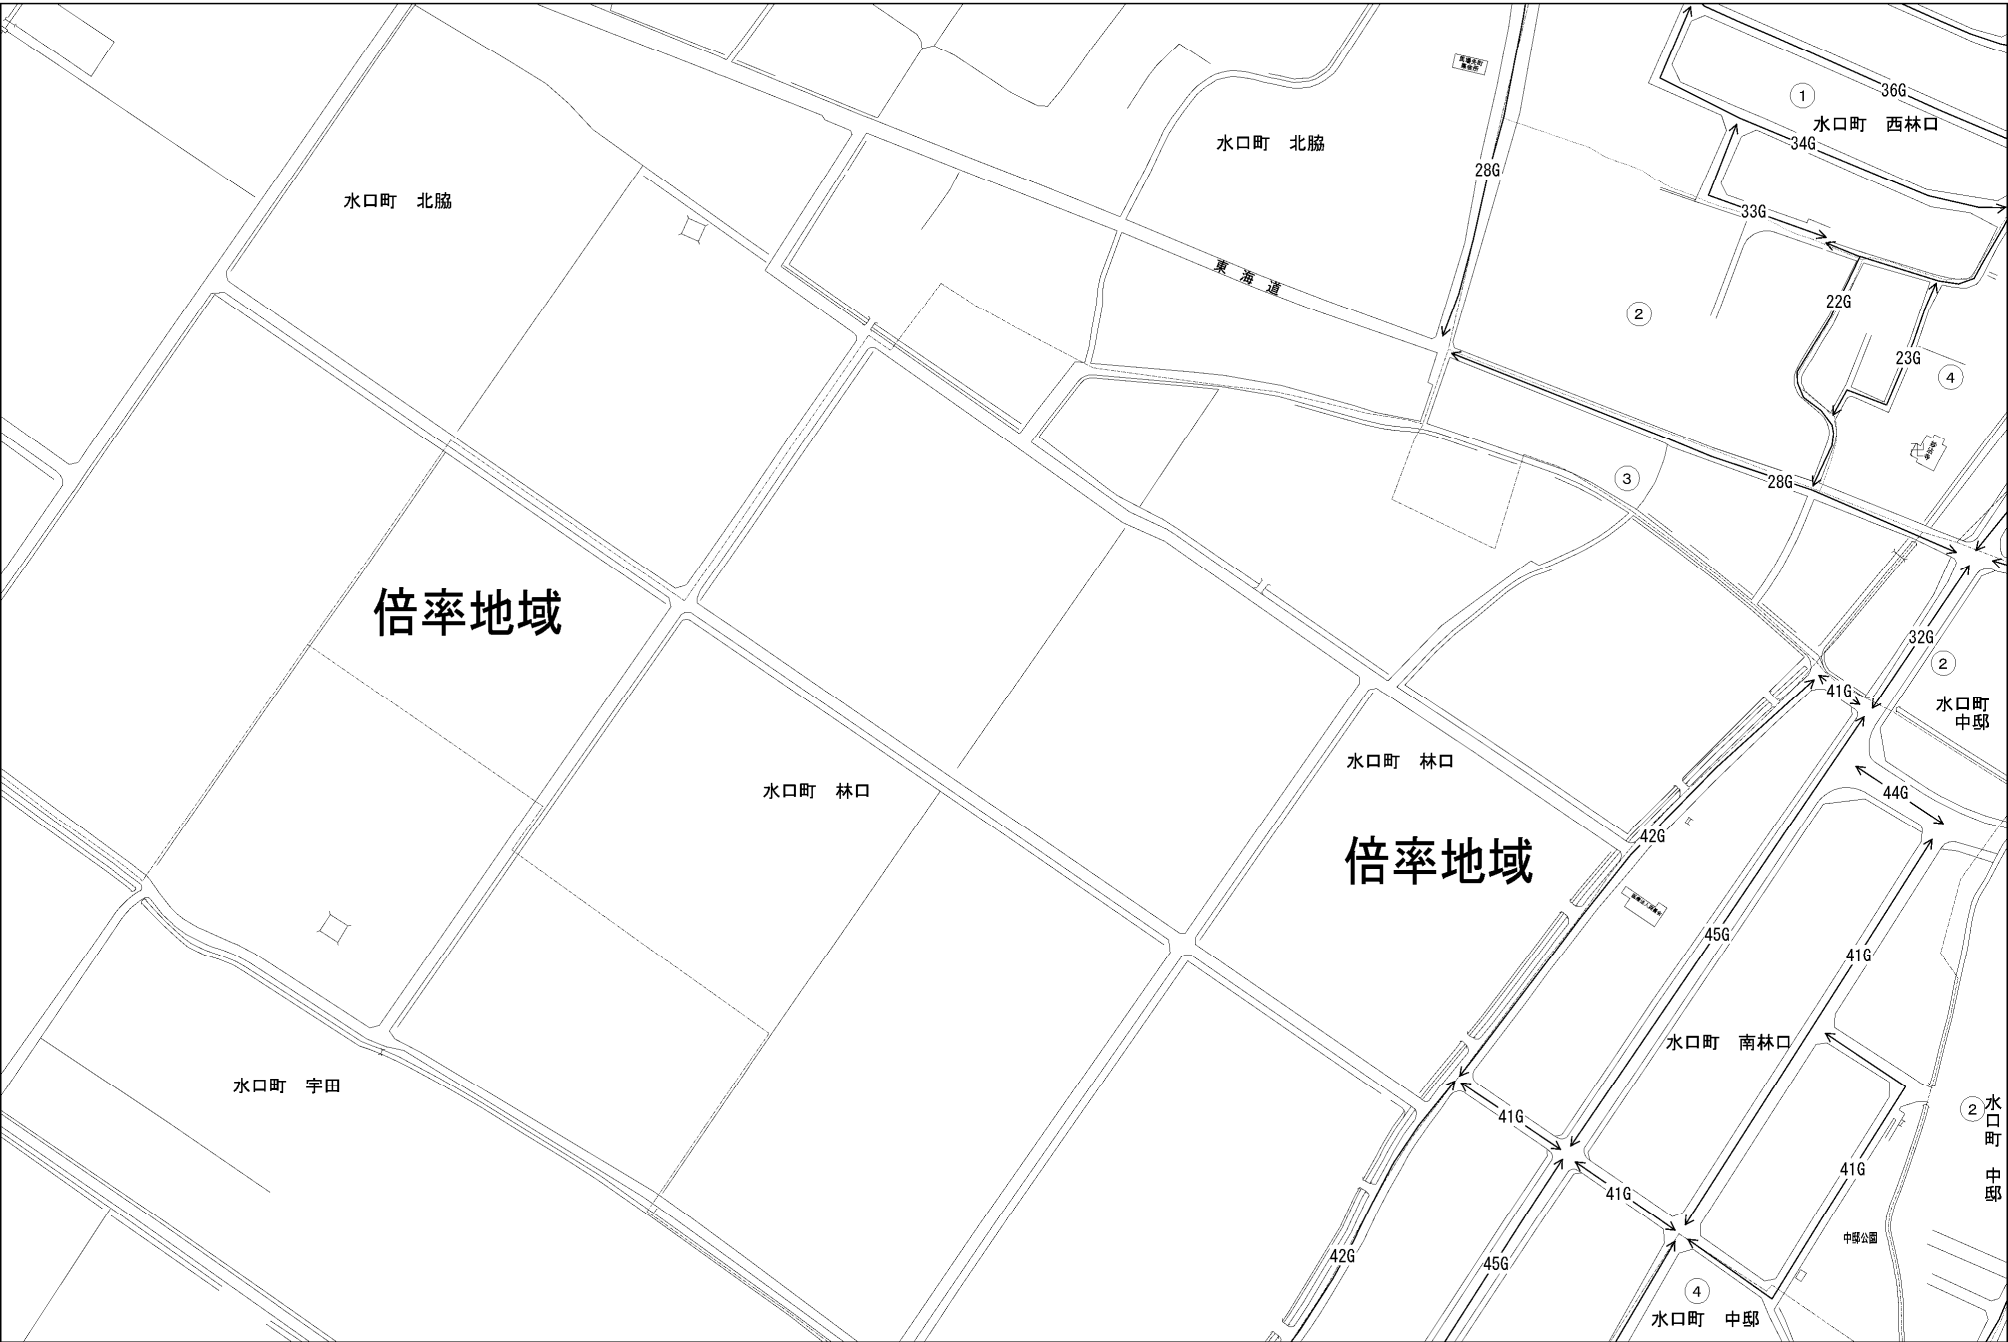 36G
①
水口町　西林口
34G
水口町　北脇
28G
水口町　北脇
33G
東　海　道
22G
②
23G
④
③
28G
倍率地域
32G
②
41G
水口町
中邸
水口町　林口
水口町　林口
44G
42G
倍率地域
45G
41G
水口町　南林口
水口町　宇田
②
水口町　中邸
41G
41G
41G
中邸公園
42G
45G
④
水口町　中邸